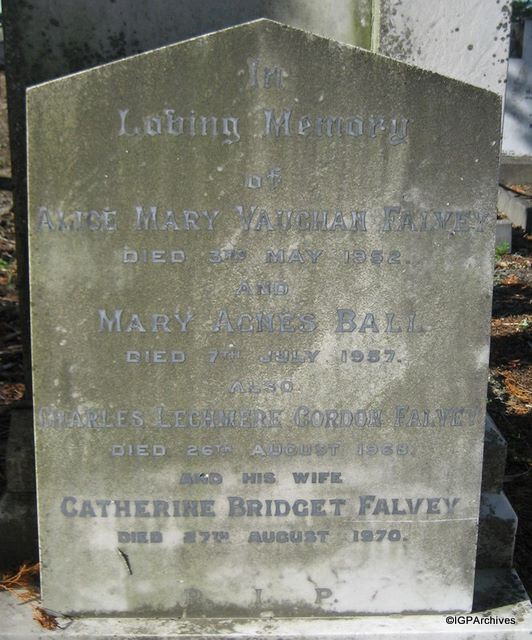 In
Loving Memory
of
ALICE MARY VAUGHAN FALVEY
DIED 3RD MAY 1952.
AND
MARY AGNES BALL
DIED 7TH JULY 1957.
ALSO
CHARLES LECHMERE GORDON FALVEY
DIED 26TH AUGUST 1968.
AND HIS WIFE
CATHERINE BRIDGET FALVEY
DIED 27TH AUGUST 1970.
R. I. P.
©IGPArchives